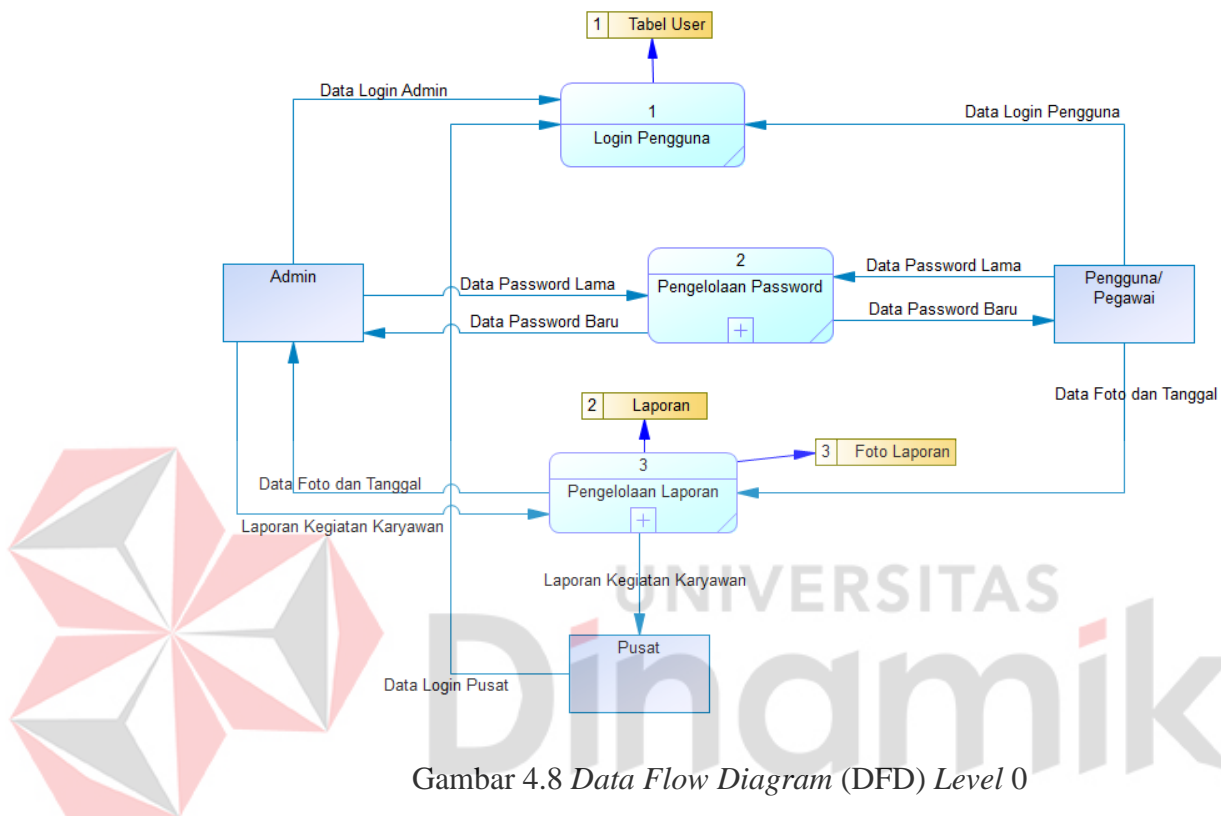 1 Tabel User
Data Login Admin
1
Data Login Pengguna
Login Pengguna
Admin
2
Data Password Lama
Pengguna/
Pegawai
Data Password Lama
Pengelolaan Password
Data Password Baru
Data Password Baru
Data Foto dan Tanggal
2 Laporan
3 Foto Laporan
3
Data Foto dan Tanggal
Pengelolaan Laporan
Laporan Kegiatan Karyawan
Laporan Kegiatan Karyawan
UNIVERSITAS
Dinamik
Pusat
Data Login Pusat
Gambar 4.8 Data Flow Diagram (DFD) Level 0